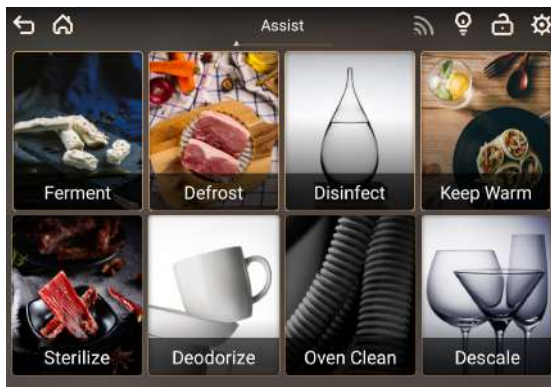 Assist
Ferment
Defrost
Disinfect
Keep Warm
Sterilize
Deodorize
Oven Clean
Descale